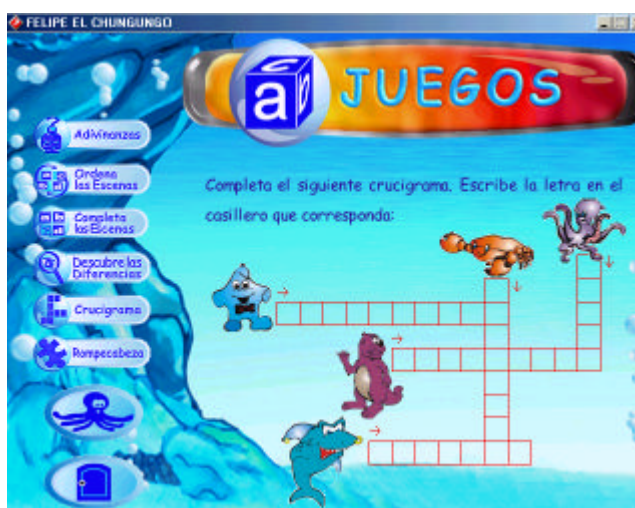 FELIPE EL CHUNGUNGO
a
c
b
JUEGOS
Adivinanzas
Ordena
las Escenas
Completa
las Escenas
Descubre las
Diferencias
Crucigrama
Rompecabeza
Completa el siguiente crucigrama. Escribe la letra en el
casillero que corresponda: